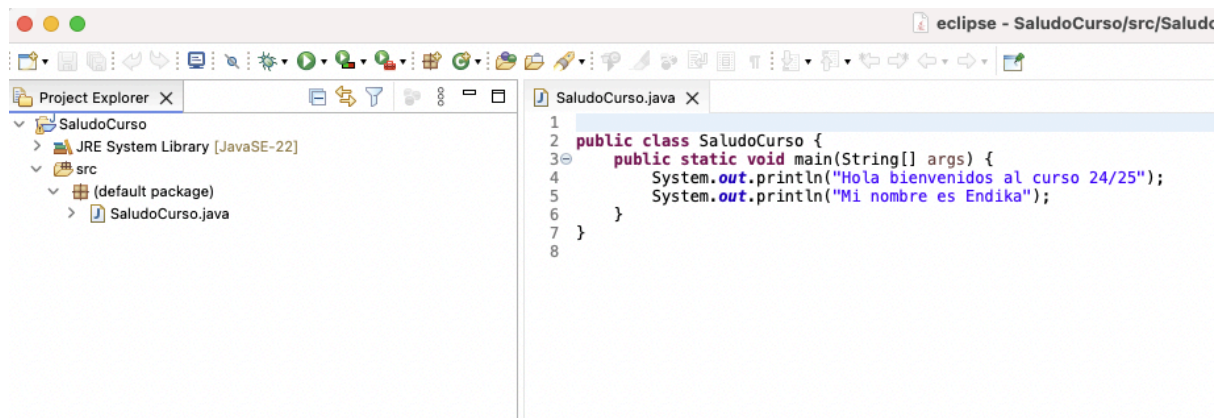 eclipse - SaludoCurso/src/Saludo
Project Explorer
SaludoCurso
JRE System Library [JavaSE-22]
src
(default package)
SaludoCurso.java
SaludoCurso.java
1
2 public class SaludoCurso {
3 public static void main(String[] args) {
4 System.out.println("Hola bienvenidos al curso 24/25");
5 System.out.println("Mi nombre es Endika");
6 }
7 }
8